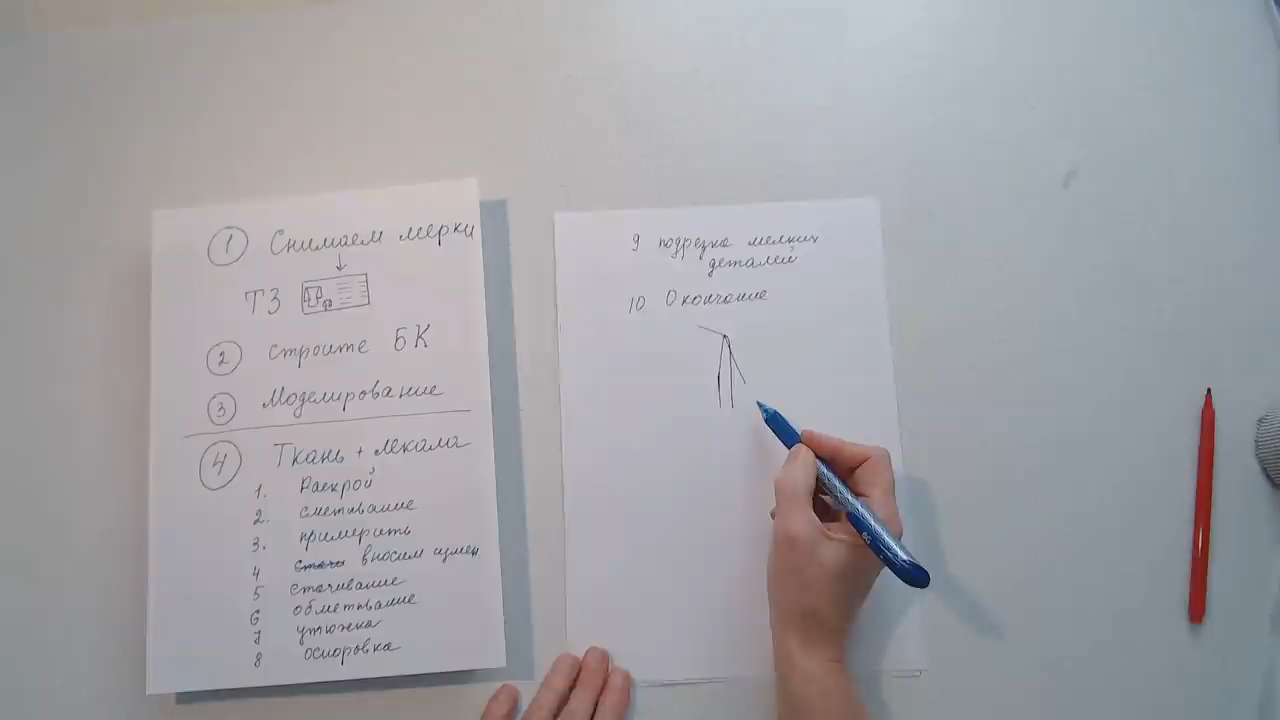 1 Снимаем мерки
ТЗ
2 строите БК
3 Моделирование
4 Ткань + лекала
1. Раскрой
2. сметывание
3. примерить
4 вносим измен
5 стачивание
6 обметывание
7 утюжка
8 осноровка
9 подрезка мелких
деталей
10 Окончание